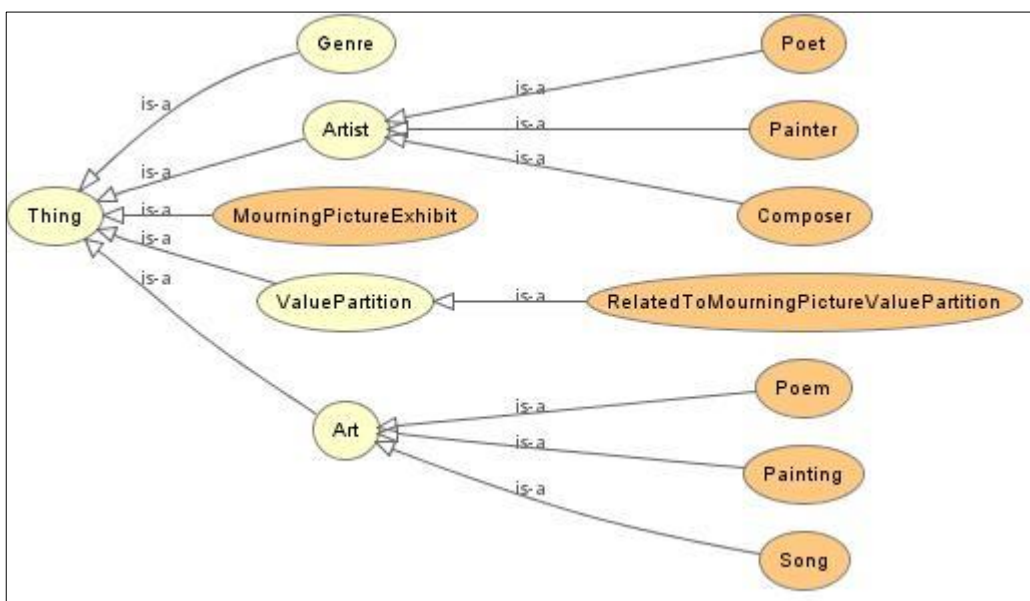 Genre
Poet
is-a
is-a
Artist
is-a
Painter
is-a
is-a
Thing
is-a
MourningPictureExhibit
Composer
is-a
ValuePartition
is-a
RelatedToMourningPictureValuePartition
is-a
Poem
is-a
Art
is-a
Painting
is-a
Song